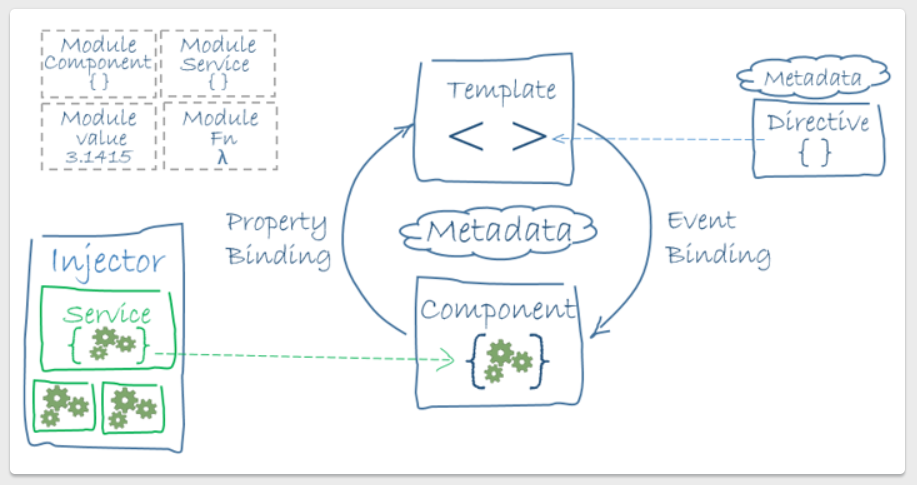 Module
Component
{ }
Module
Service
{ }
Module
value
3.1415
Module
Fn
λ
Template
< >
Metadata
Directive
{ }
Property
Binding
Metadata
Event
Binding
Injector
Service
{ }
Component
{ }